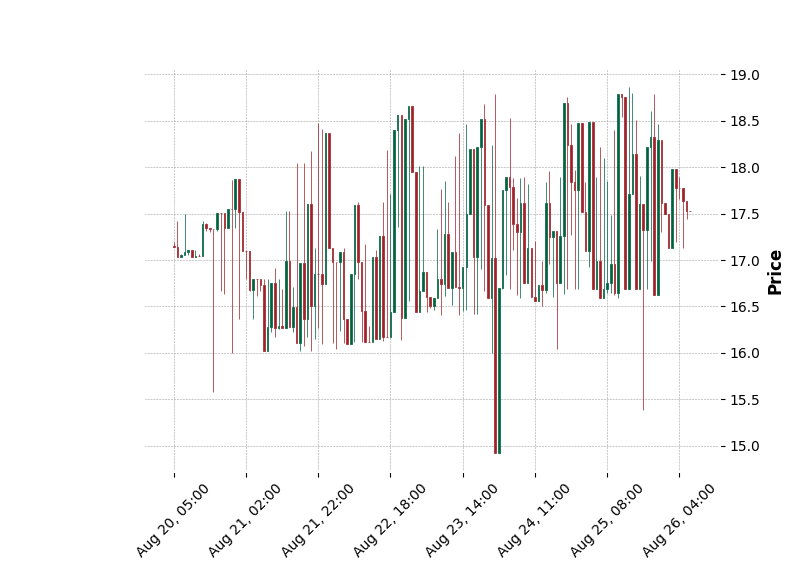 19.0
18.5
18.0
17.5
17.0
16.5
16.0
15.5
15.0
Price
Aug 20, 05:00
Aug 21, 02:00
Aug 21, 22:00
Aug 22, 18:00
Aug 23, 14:00
Aug 24, 11:00
Aug 25, 08:00
Aug 26, 04:00